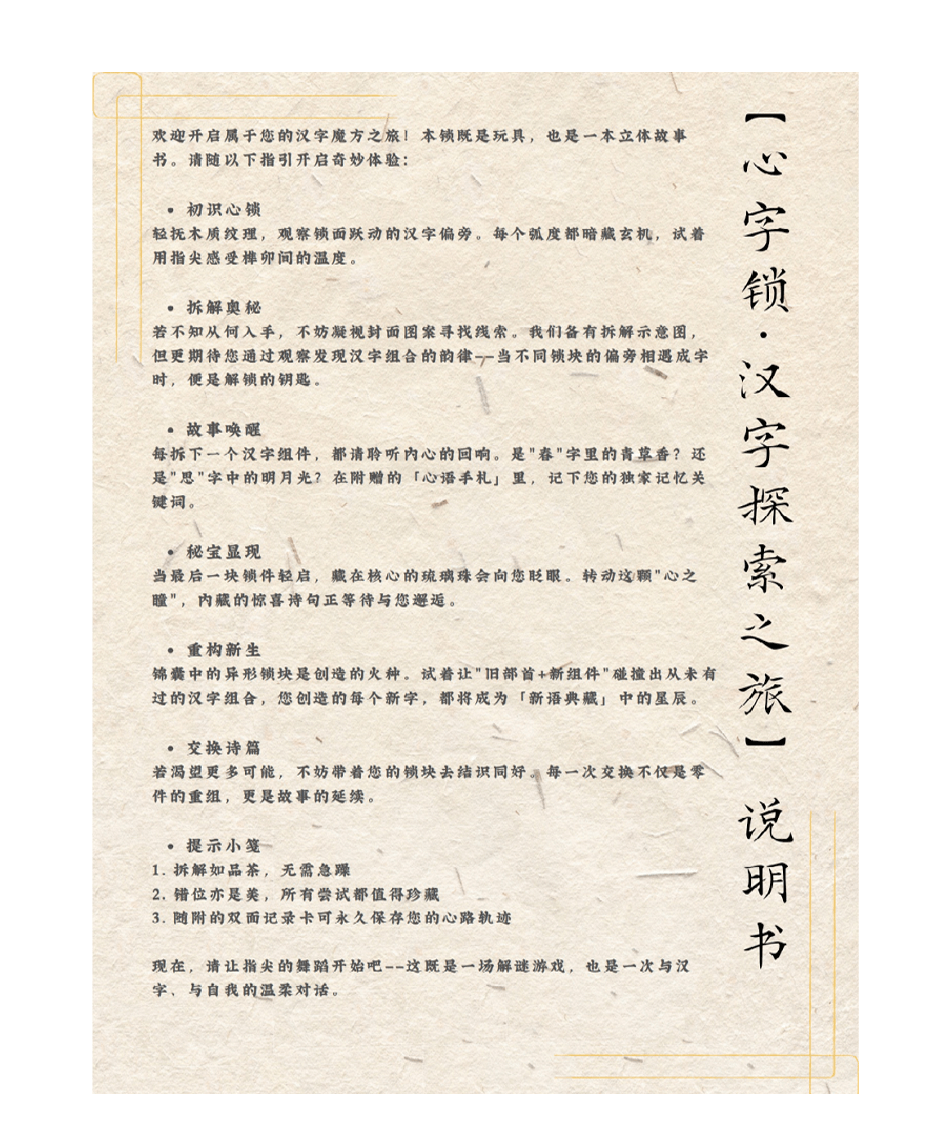 【心字锁·汉字探索之旅】 说明书
欢迎开启属于您的汉字魔方之旅！本锁既是玩具，也是一本立体故事
书。请随以下指引开启奇妙体验：
• 初识心锁
轻抚木质纹理，观察锁面跃动的汉字偏旁。每个弧度都暗藏玄机，试着
用指尖感受榫卯间的温度。
• 拆解奥秘
若不知从何入手，不妨凝视封面图案寻找线索。我们备有拆解示意图，
但更期待您通过观察发现汉字组合的韵律--当不同锁块的偏旁相遇成字
时，便是解锁的钥匙。
• 故事唤醒
每拆下一个汉字组件，都请聆听内心的回响。是"春"字里的青草香？还
是"思"字中的明月光？在附赠的「心语手札」里，记下您的独家记忆关
键词。
• 秘宝显现
当最后一块锁件轻启，藏在核心的琉璃珠会向您眨眼。转动这颗"心之
瞳"，内藏的惊喜诗句正等待与您邂逅。
• 重构新生
锦囊中的异形锁块是创造的火种。试着让"旧部首+新组件"碰撞出从未有
过的汉字组合，您创造的每个新字，都将成为「新语典藏」中的星辰。
• 交换诗篇
若渴望更多可能，不妨带着您的锁块去结识同好。每一次交换不仅是零
件的重组，更是故事的延续。
• 提示小笺
1. 拆解如品茶，无需急躁
2. 错位亦是美，所有尝试都值得珍藏
3. 随附的双面记录卡可永久保存您的心路轨迹
现在，请让指尖的舞蹈开始吧--这既是一场解谜游戏，也是一次与汉
字、与自我的温柔对话。